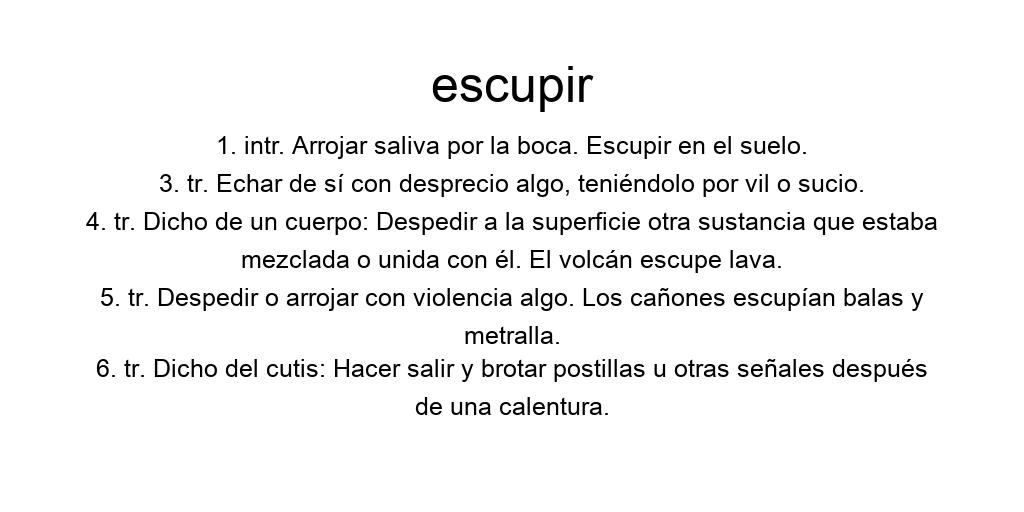 escupir
1. intr. Arrojar saliva por la boca. Escupir en el suelo.
3. tr. Echar de sí con desprecio algo, teniéndolo por vil o sucio.
4. tr. Dicho de un cuerpo: Despedir a la superficie otra sustancia que estaba
mezclada o unida con él. El volcán escupe lava.
5. tr. Despedir o arrojar con violencia algo. Los cañones escupían balas y
metralla.
6. tr. Dicho del cutis: Hacer salir y brotar postillas u otras señales después
de una calentura.